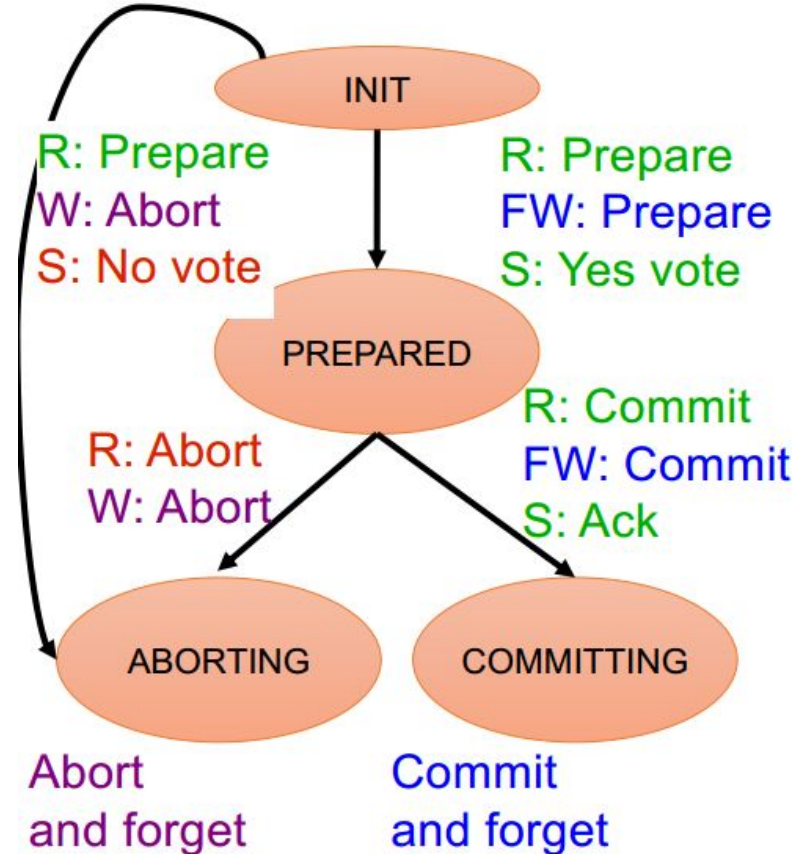 INIT
R: Prepare
W: Abort
S: No vote
R: Prepare
FW: Prepare
S: Yes vote
PREPARED
R: Abort
W: Abort
R: Commit
FW: Commit
S: Ack
ABORTING
COMMITTING
Abort
and forget
Commit
and forget